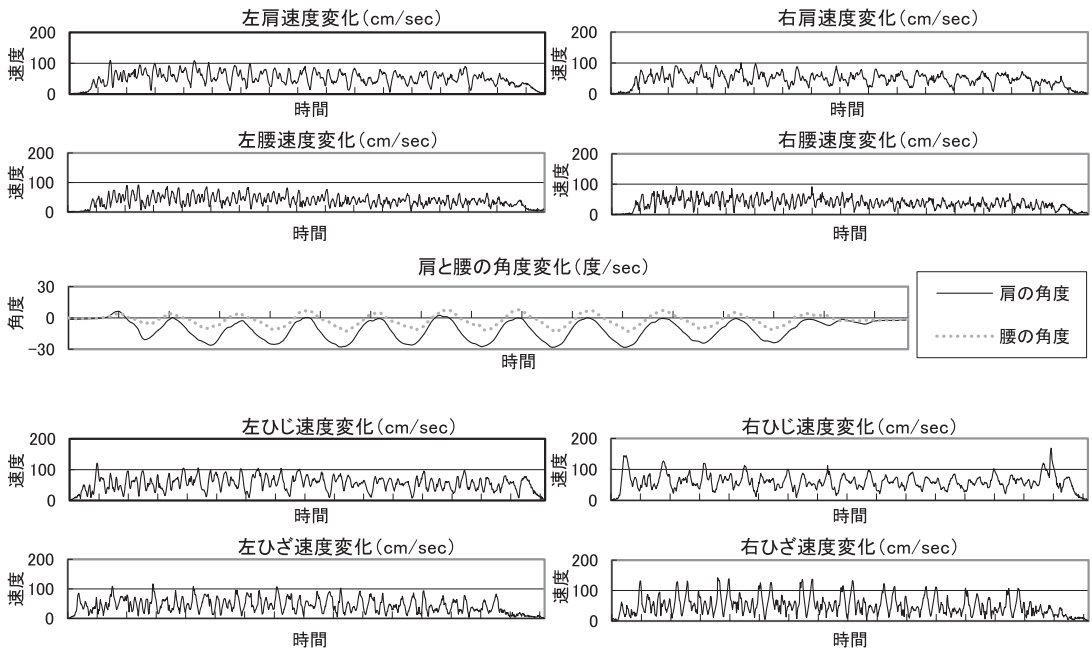 左肩速度変化(cm/sec)
200
100
0
速度
時間
右肩速度変化(cm/sec)
200
100
0
速度
時間
左腰速度変化(cm/sec)
200
100
0
速度
時間
右腰速度変化(cm/sec)
200
100
0
速度
時間
肩と腰の角度変化(度/sec)
30
0
-30
角度
時間
肩の角度
腰の角度
左ひじ速度変化(cm/sec)
200
100
0
速度
時間
右ひじ速度変化(cm/sec)
200
100
0
速度
時間
左ひざ速度変化(cm/sec)
200
100
0
速度
時間
右ひざ速度変化(cm/sec)
200
100
0
速度
時間